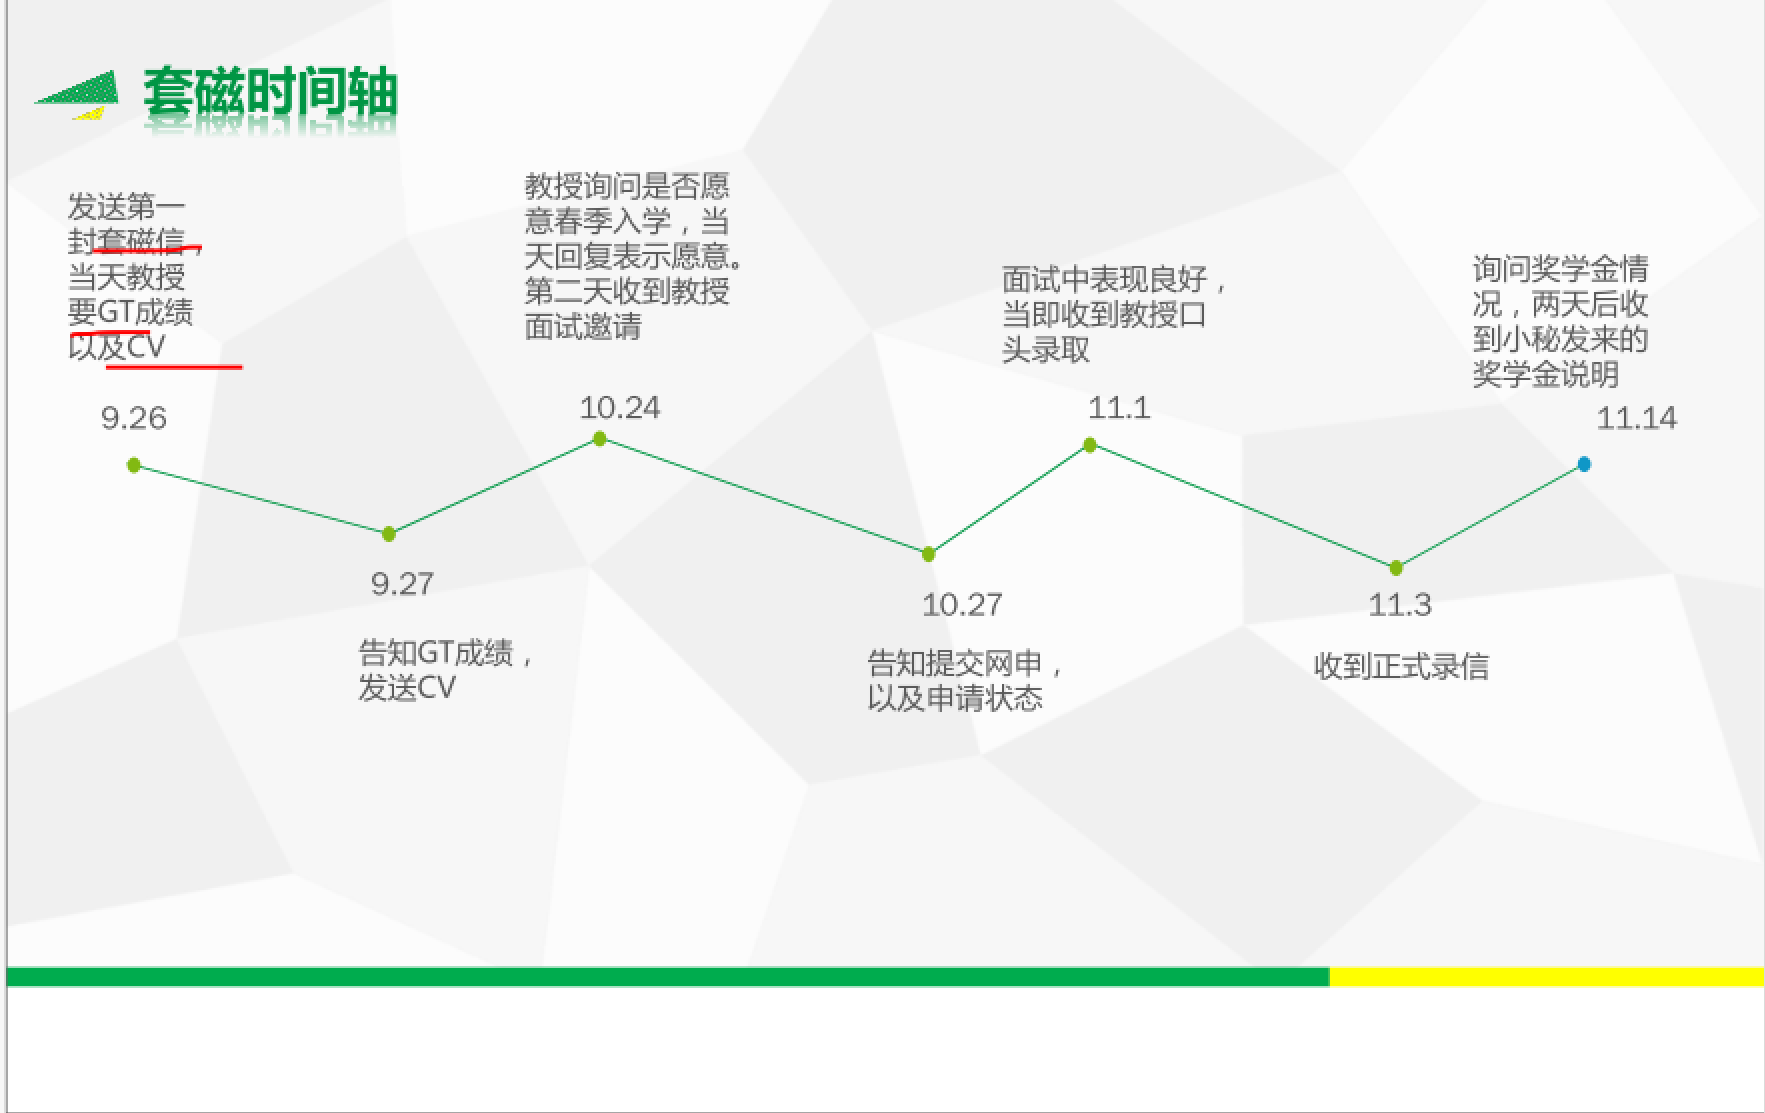 套磁时间轴
发送第一
封套磁信，
当天教授
要GT成绩
以及CV
9.26
9.27
告知GT成绩，
发送CV
教授询问是否愿
意春季入学，当
天回复表示愿意。
第二天收到教授
面试邀请
10.24
10.27
告知提交网申，
以及申请状态
面试中表现良好，
当即收到教授口
头录取
11.1
11.3
收到正式录信
询问奖学金情
况，两天后收
到小秘发来的
奖学金说明
11.14